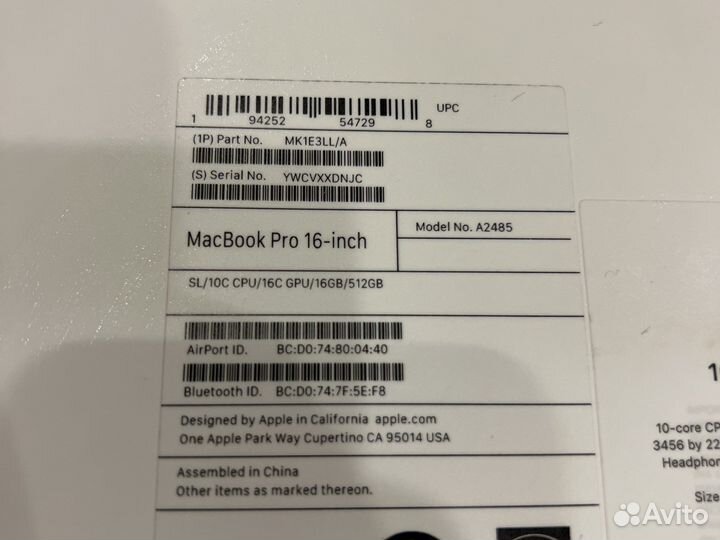 1 94252 54729 8 UPC
(1P) Part No. MK1E3LL/A
(S) Serial No. YWCVXXDNJC
MacBook Pro 16-inch
Model No. A2485
SL/10C CPU/16C GPU/16GB/512GB
AirPort ID. BC:D0:74:80:04:40
Bluetooth ID. BC:D0:74:7F:5E:F8
Designed by Apple in California apple.com
One Apple Park Way Cupertino CA 95014 USA
Assembled in China
Other items as marked thereon.
10-core CP
3456 by 22
Headphon
Size
Avito